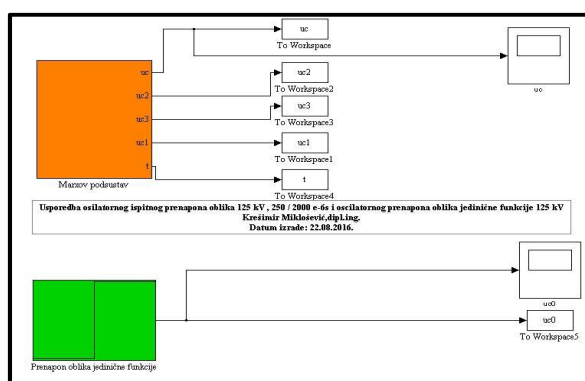 uc
To Workspace
uc
uc2
uc3
uc1
t
Marxov podsustav
uc2
To Workspace2
uc3
To Workspace3
uc1
To Workspace1
t
To Workspace4
uc
Usporedba osilatornog ispitnog prenapona oblika 125 kV , 250 / 2000 e-6s i oscilatornog prenapona oblika jedinične funkcije 125 kV
Krešimir Miklošević,dipl.ing.
Datum izrade: 22.08.2016.
uc0
uc0
To Workspace5
Prenapon oblika jedinične funkcije